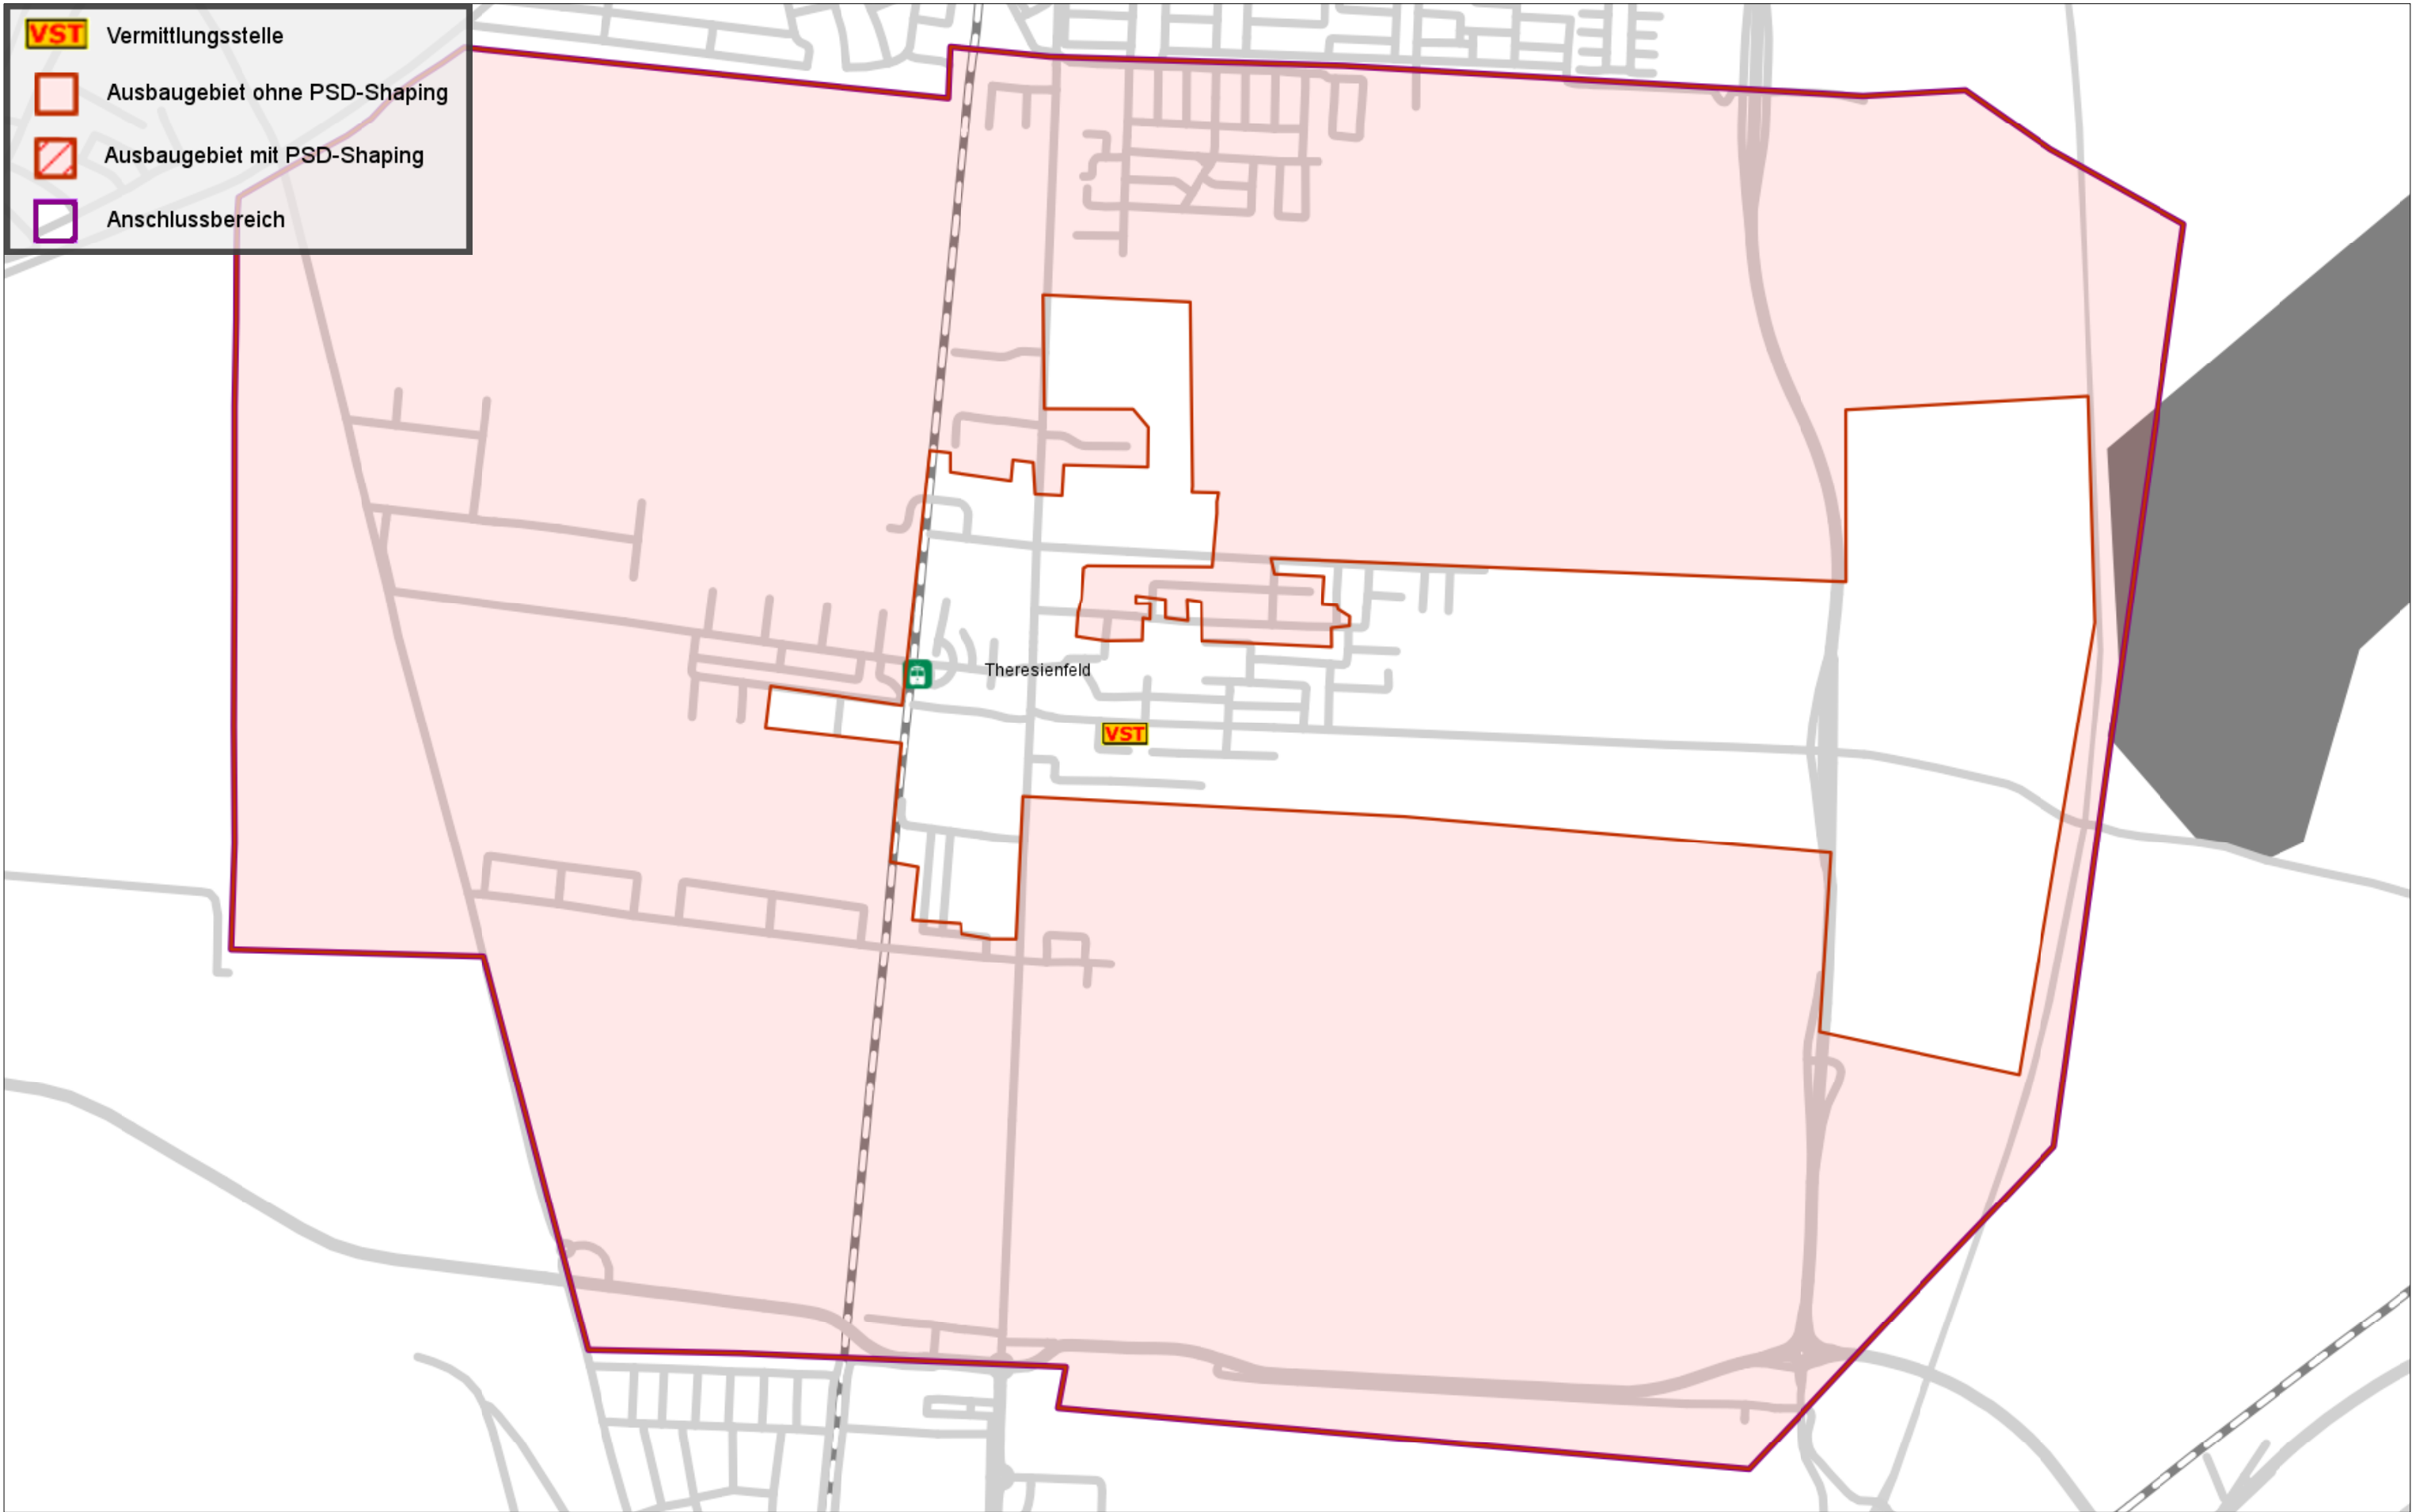 VST Vermittlungsstelle
Ausbaugebiet ohne PSD-Shaping
Ausbaugebiet mit PSD-Shaping
Anschlussbereich
Theresienfeld
VST